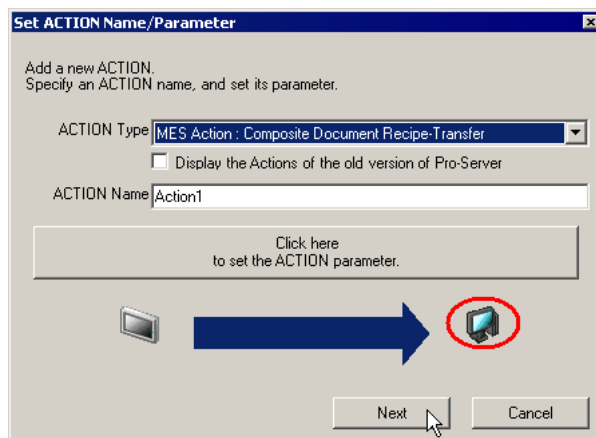 Set ACTION Name/Parameter
Add a new ACTION.
Specify an ACTION name, and set its parameter.
ACTION Type MES Action : Composite Document Recipe-Transfer
Display the Actions of the old version of Pro-Server
ACTION Name Action1
Click here
to set the ACTION parameter.
Next Cancel